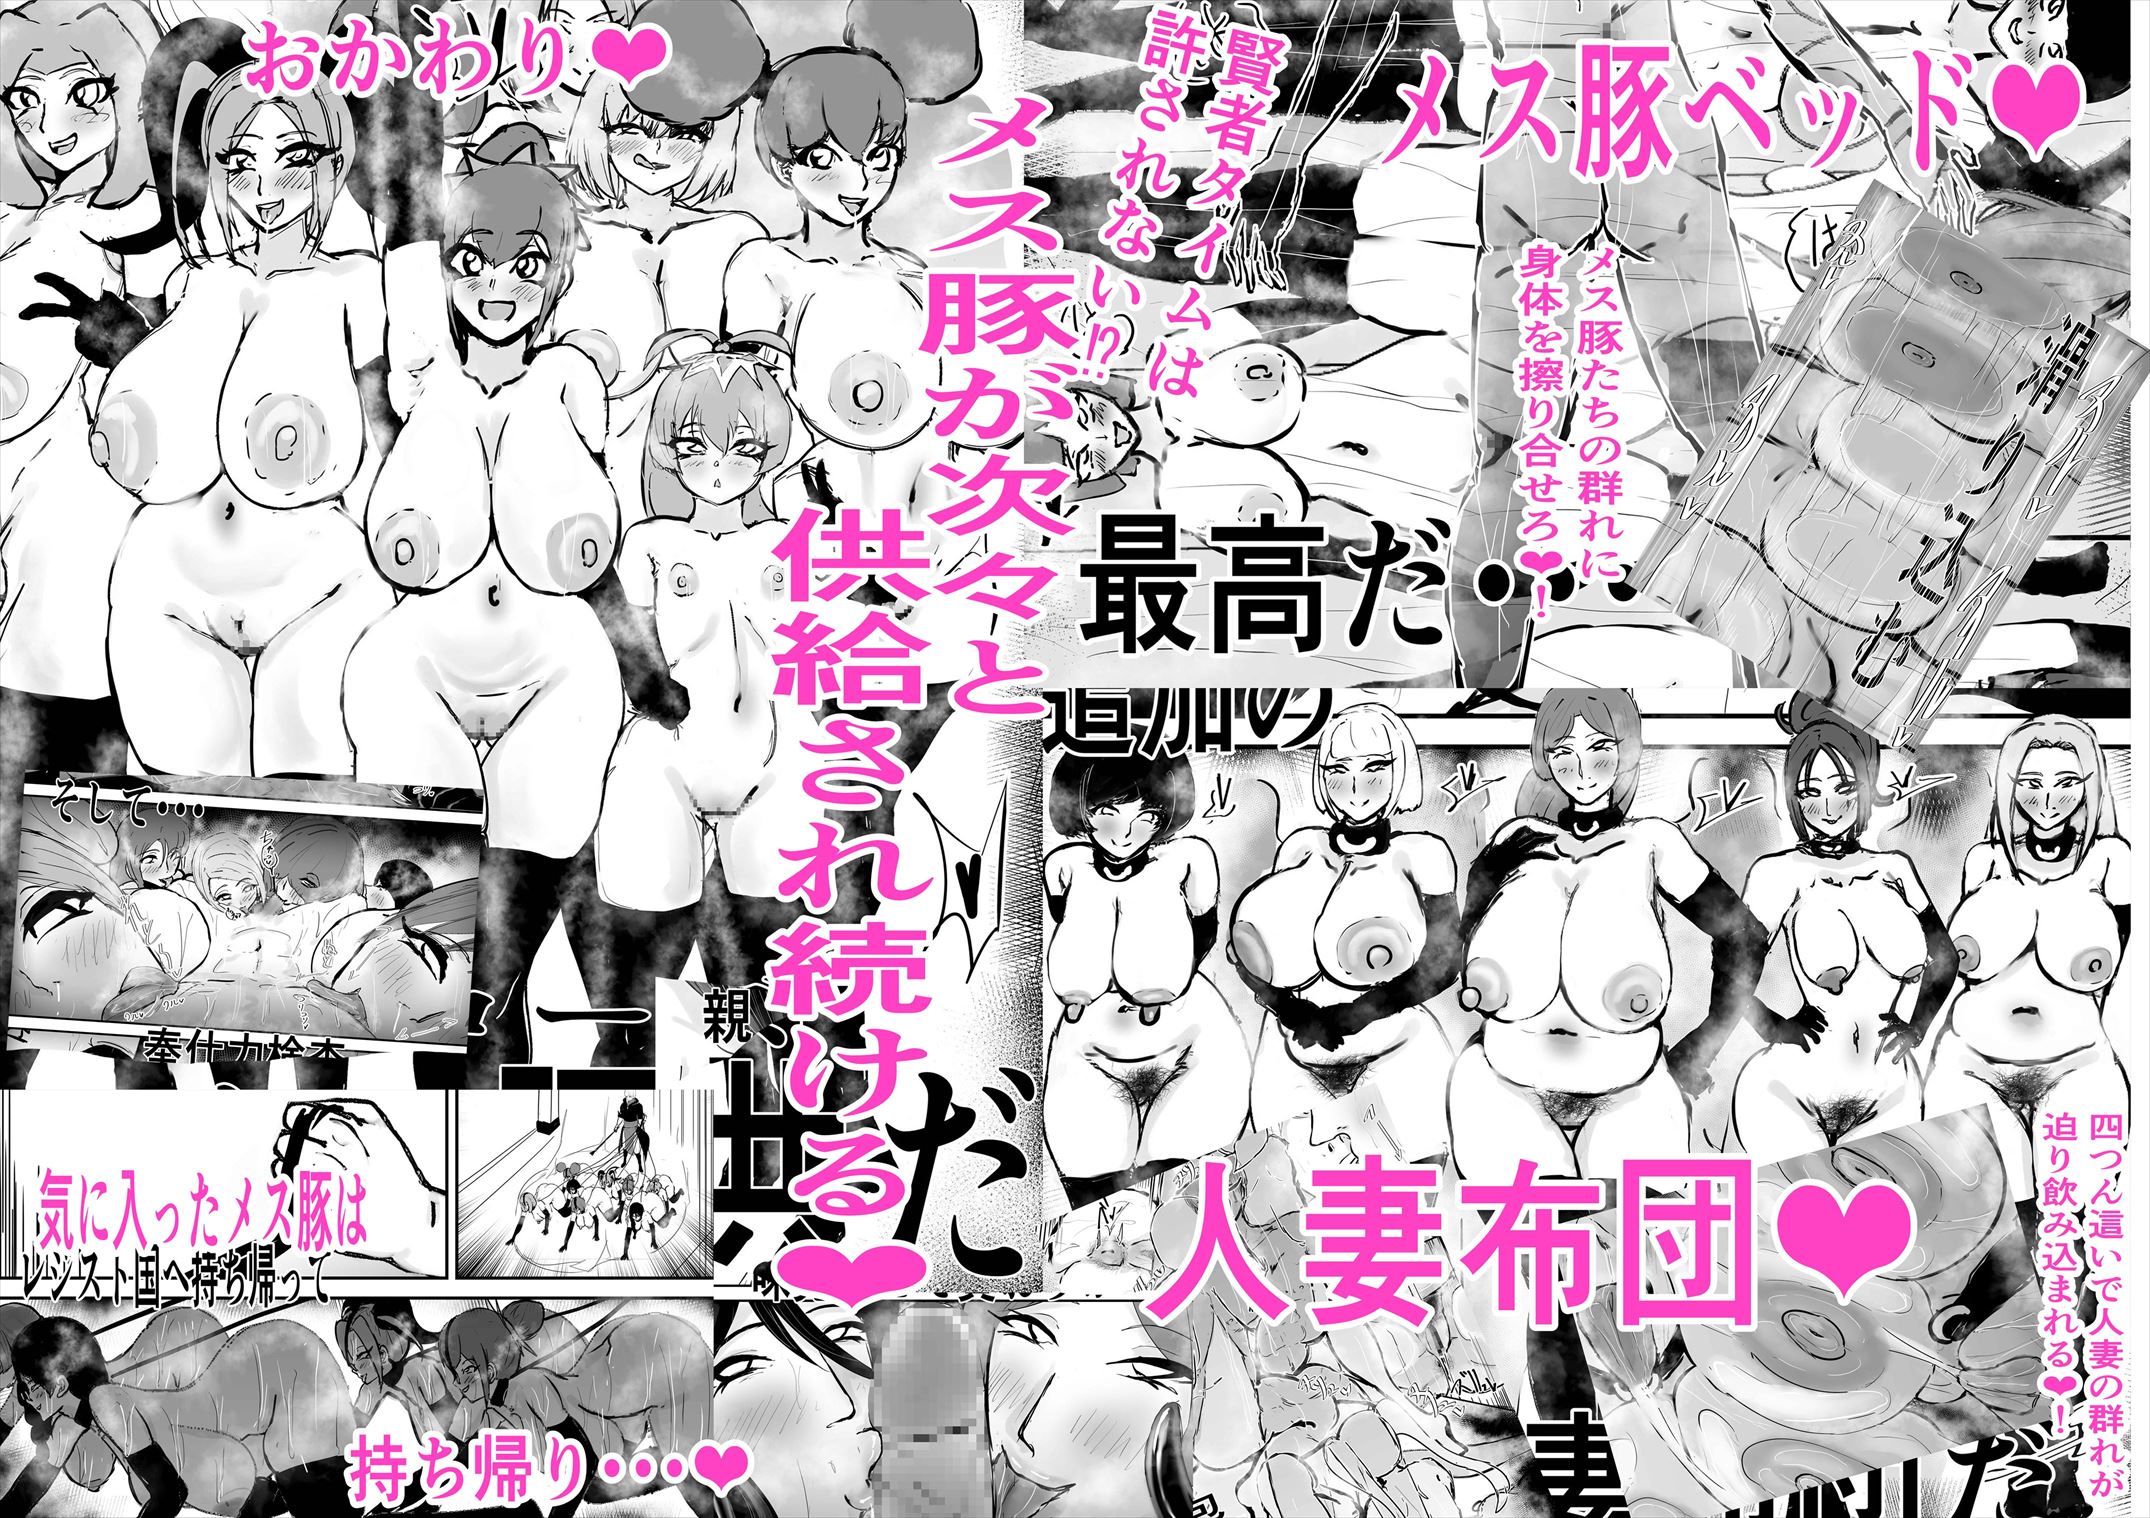 おかわり♥
メス豚が次々と
供給され続ける♥
賢者タイムは
許されない!?
メス豚ベッド♥
メス豚たちの群れに
身体を擦り合せろ♥!
滑り込む
最高だ・・・
追加の
そして・・・
奉仕力検査
親、
だ
気に入ったメス豚は
レジスト国へ持ち帰って
持ち帰り・・・♥
人妻布団♥
四つん這いで人妻の群れが
迫り飲み込まれる♥!
妻
だ